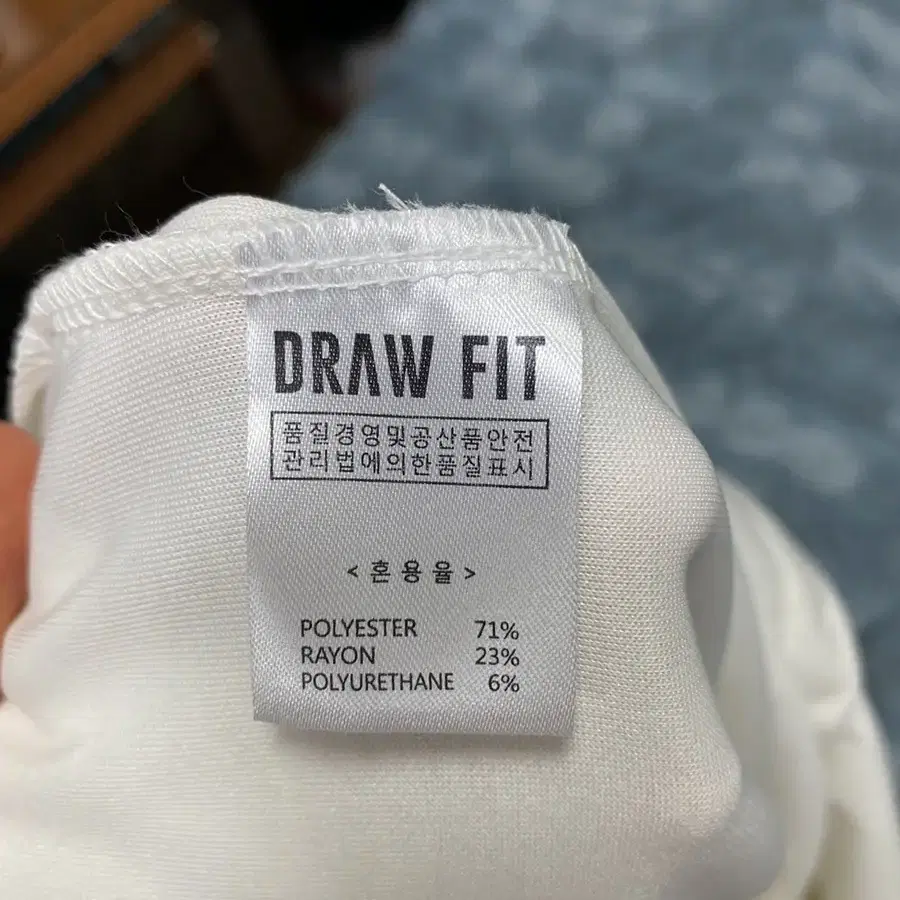 DRAW FIT
품질경영및공산품안전
관리법에의한품질표시
< 혼용율 >
POLYESTER 71%
RAYON 23%
POLYURETHANE 6%